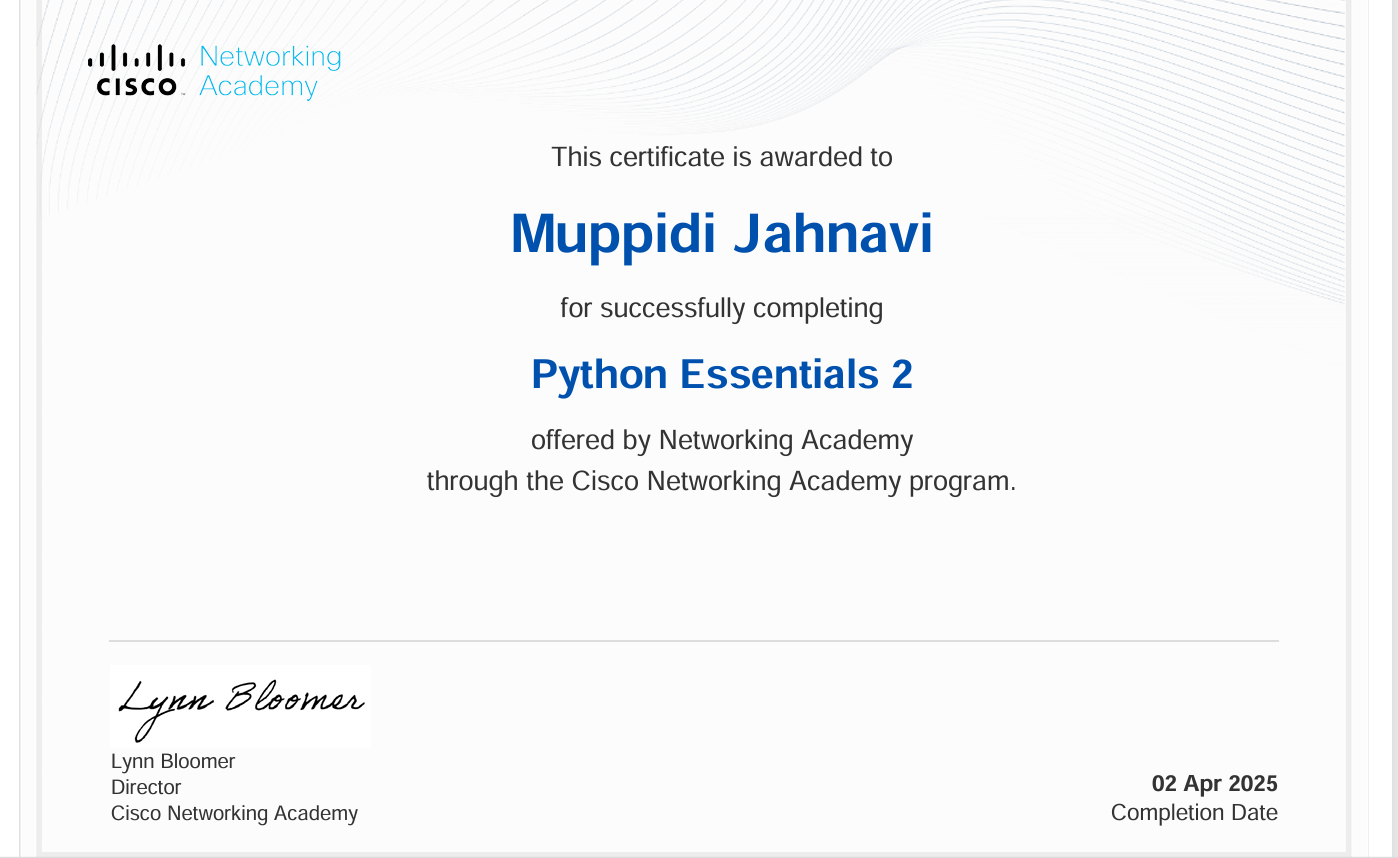 Networking
CISCO Academy
This certificate is awarded to
Muppidi Jahnavi
for successfully completing
Python Essentials 2
offered by Networking Academy
through the Cisco Networking Academy program.
Lynn Bloomer
Lynn Bloomer
Director
Cisco Networking Academy
02 Apr 2025
Completion Date